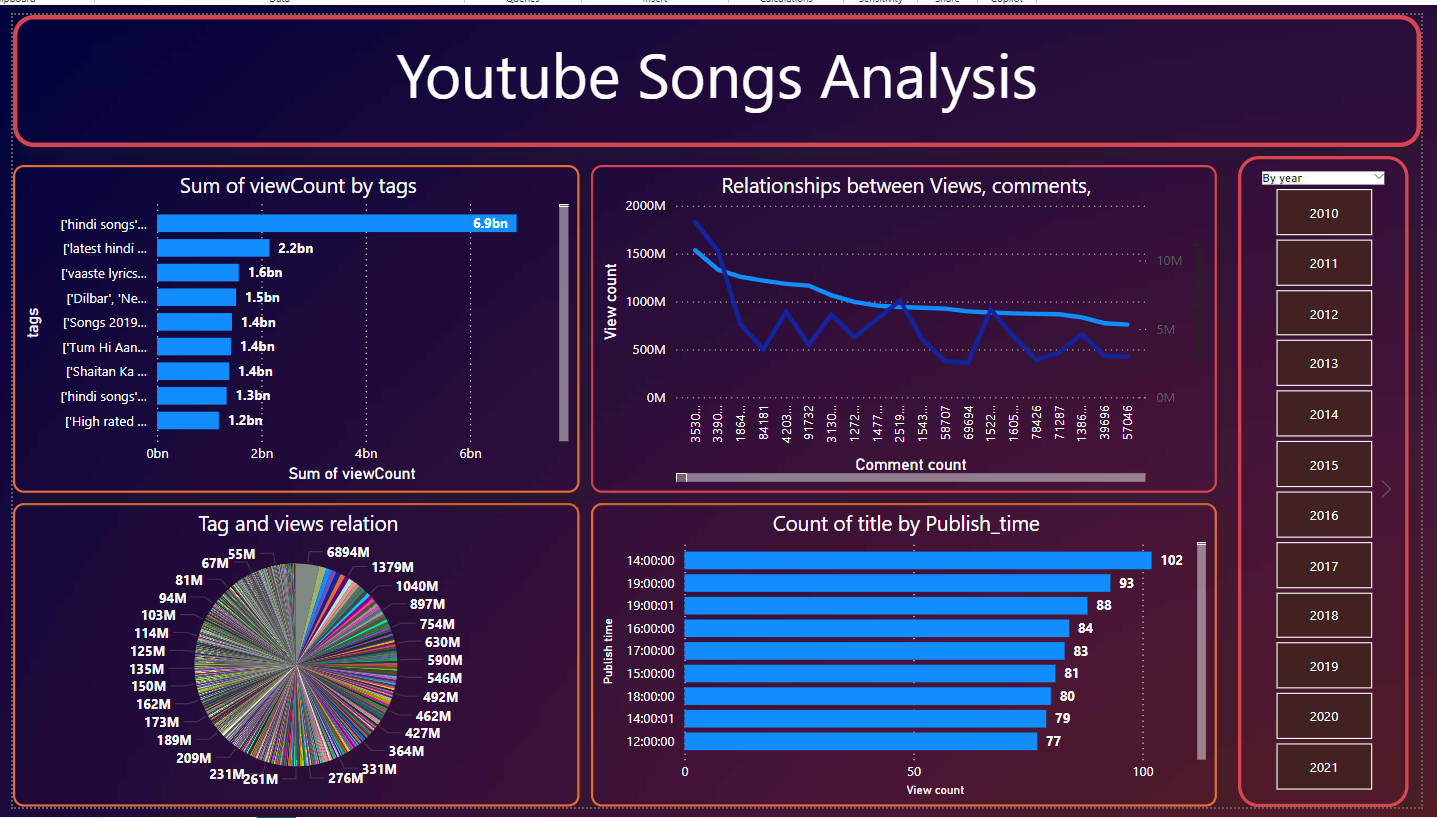 Data
Queries
Insert
Calculations
Sensitivity
Share
Copilot
Youtube Songs Analysis
Sum of viewCount by tags
tags
['hindi songs'...
6.9bn
['latest hindi ...
2.2bn
['vaaste lyrics...
1.6bn
['Dilbar', 'Ne...
1.5bn
['Songs 2019...
1.4bn
['Tum Hi Aan...
1.4bn
['Shaitan Ka ...
1.4bn
['hindi songs'...
1.3bn
['High rated ...
1.2bn
0bn 2bn 4bn 6bn
Sum of viewCount
Relationships between Views, comments,
View count
2000M
1500M
1000M
500M
0M
10M
5M
0M
3530...
3390...
1864...
84181
4203...
91732
3130...
1272...
1477...
2519...
1543...
58707
69694
1522...
1605...
78426
71287
1386...
39696
57046
Comment count
By year
2010
2011
2012
2013
2014
2015
2016
2017
2018
2019
2020
2021
Tag and views relation
6894M
1379M
1040M
897M
754M
630M
590M
546M
492M
462M
427M
364M
331M
276M
261M
231M
209M
189M
173M
162M
150M
135M
125M
114M
103M
94M
81M
67M
55M
Count of title by Publish_time
Publish time
14:00:00 102
19:00:00 93
19:00:01 88
16:00:00 84
17:00:00 83
15:00:00 81
18:00:00 80
14:00:01 79
12:00:00 77
0 50 100
View count